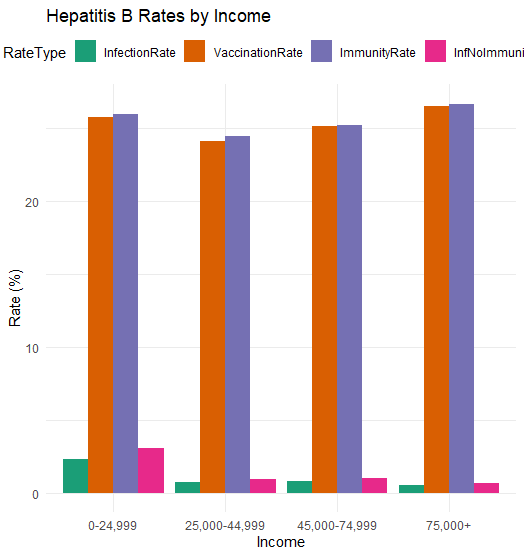 Hepatitis B Rates by Income
RateType InfectionRate VaccinationRate ImmunityRate InfNoImmuni
Rate (%)
20
10
0
0-24,999 25,000-44,999 45,000-74,999 75,000+
Income